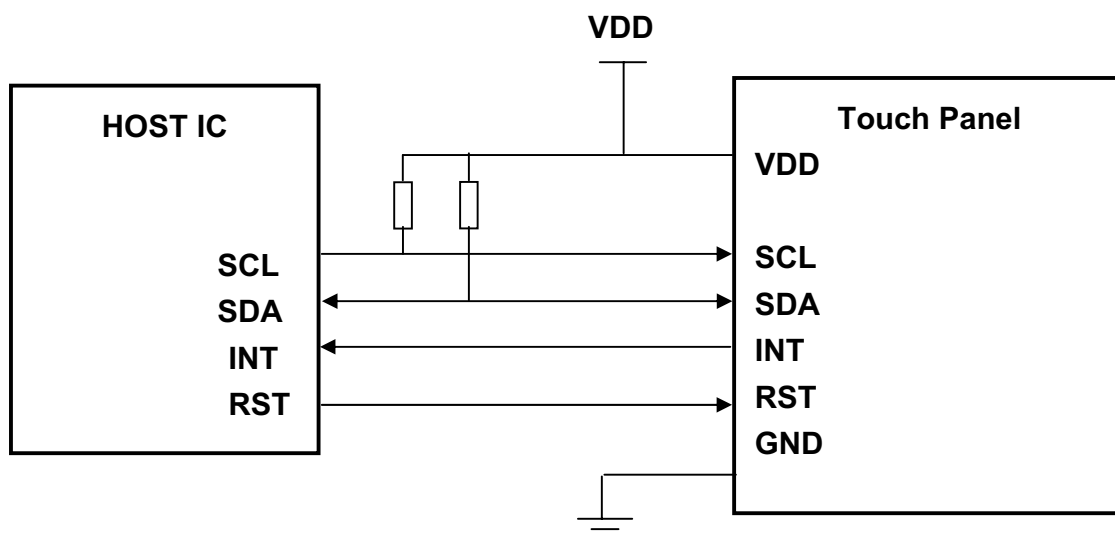 VDD
HOST IC
SCL
SDA
INT
RST
Touch Panel
VDD
SCL
SDA
INT
RST
GND